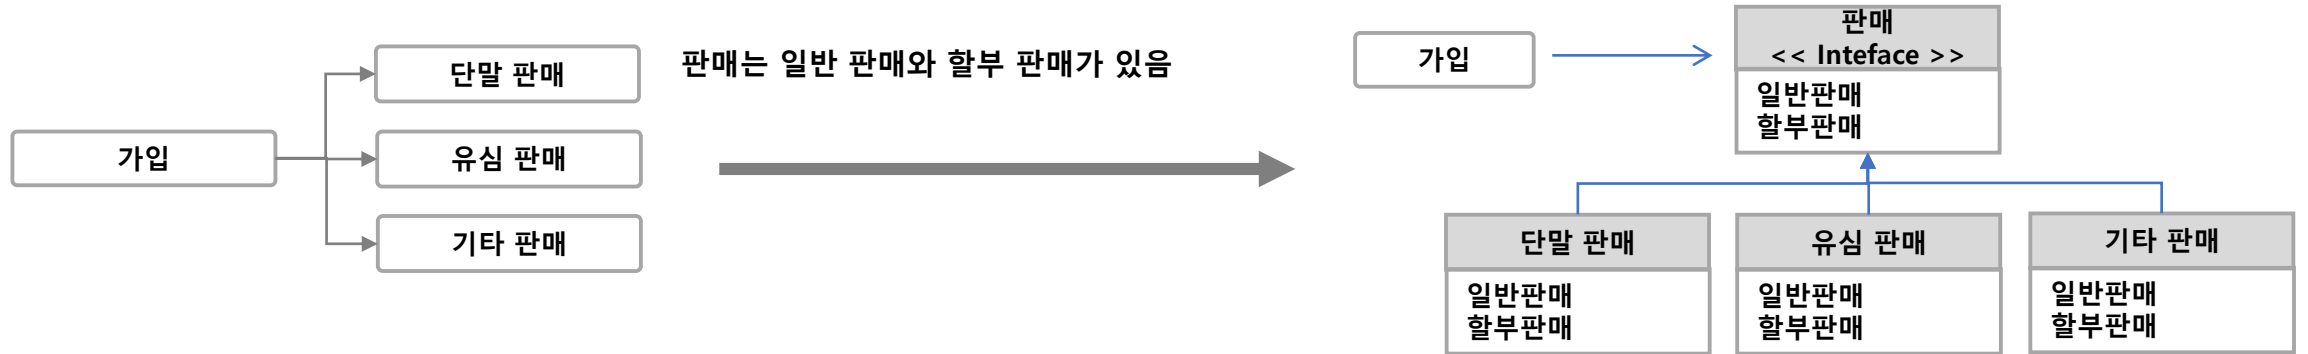 가입
단말 판매
유심 판매
기타 판매
판매는 일반 판매와 할부 판매가 있음
가입
판매
<< Inteface >>
일반판매
할부판매
단말 판매
일반판매
할부판매
유심 판매
일반판매
할부판매
기타 판매
일반판매
할부판매